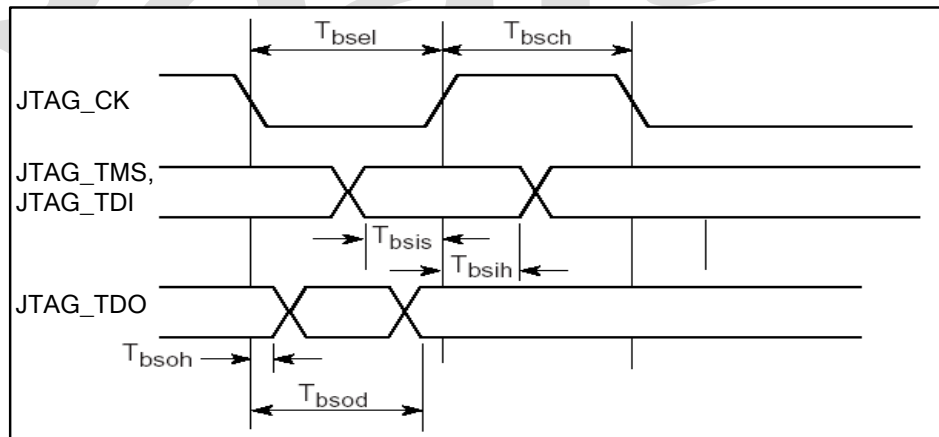 Tbsel Tbsch
JTAG_CK
JTAG_TMS,
JTAG_TDI
Tbsis
Tbsih
JTAG_TDO
Tbsoh
Tbsod